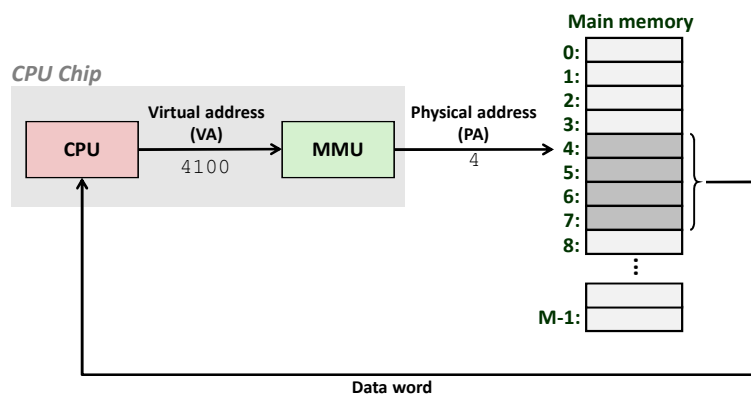 Main memory
0:
CPU Chip
1:
Virtual address
(VA)
Physical address
(PA)
2:
3:
CPU
MMU
4:
4100
4
5:
6:
7:
8:
...
M-1:
Data word